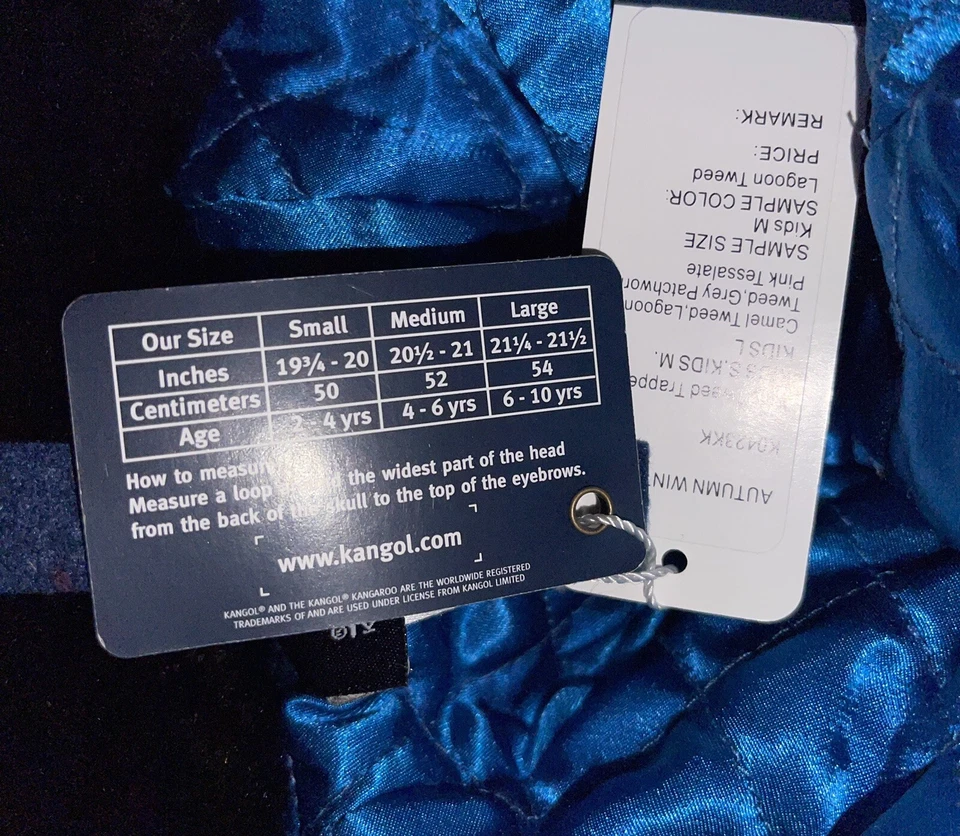 Our Size Small Medium Large
Inches 19¾ - 20 20½ - 21 21¼ - 21½
Centimeters 50 52 54
Age 2 - 4 yrs 4 - 6 yrs 6 - 10 yrs
How to measure the widest part of the head
Measure a loop
from the back of the skull to the top of the eyebrows.
www.kangol.com
KANGOL® AND THE KANGOL® KANGAROO ARE THE WORLDWIDE REGISTERED
TRADEMARKS OF AND ARE USED UNDER LICENSE FROM KANGOL LIMITED
AUTUMN
K0423KK
KIDS M.
KIDS L
Camel Tweed,Lagoon
Tweed,Grey
Pink Tessalate
SAMPLE SIZE
Kids M
SAMPLE COLOR:
Lagoon Tweed
PRICE:
REMARK: